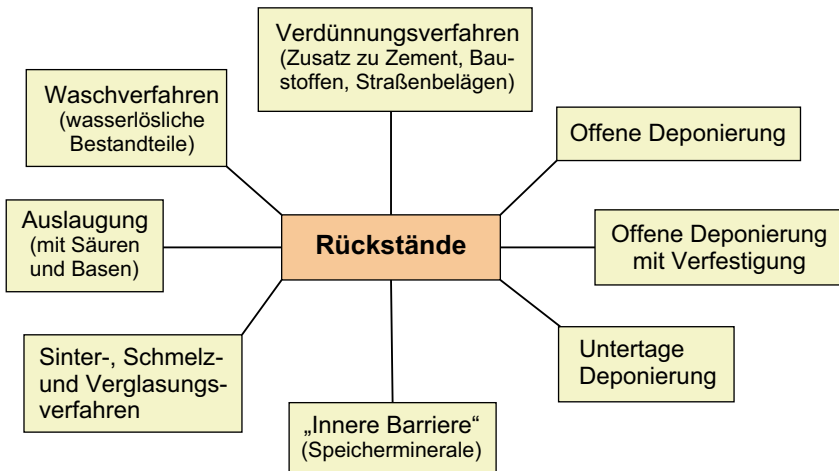 Verdünnungsverfahren
(Zusatz zu Zement, Bau-
stoffen, Straßenbelägen)
Waschverfahren
(wasserlösliche
Bestandteile)
Offene Deponierung
Auslaugung
(mit Säuren
und Basen)
Rückstände
Offene Deponierung
mit Verfestigung
Sinter-, Schmelz-
und Verglasungs-
verfahren
„Innere Barriere“
(Speicherminerale)
Untertage
Deponierung